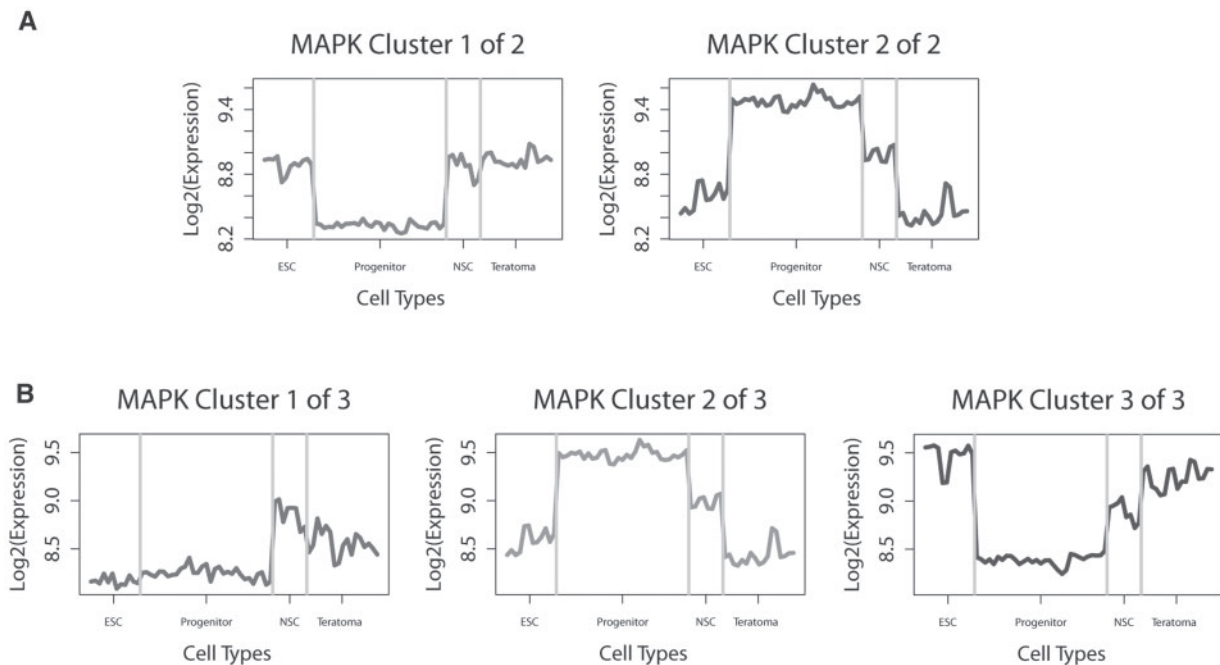 A
MAPK Cluster 1 of 2
MAPK Cluster 2 of 2
Log2(Expression)
9.4
8.8
8.2
ESC Progenitor NSC Teratoma
Cell Types
Log2(Expression)
9.4
8.8
8.2
ESC Progenitor NSC Teratoma
Cell Types
B
MAPK Cluster 1 of 3
MAPK Cluster 2 of 3
MAPK Cluster 3 of 3
Log2(Expression)
9.5
9.0
8.5
ESC Progenitor NSC Teratoma
Cell Types
Log2(Expression)
9.5
9.0
8.5
ESC Progenitor NSC Teratoma
Cell Types
Log2(Expression)
9.5
9.0
8.5
ESC Progenitor NSC Teratoma
Cell Types